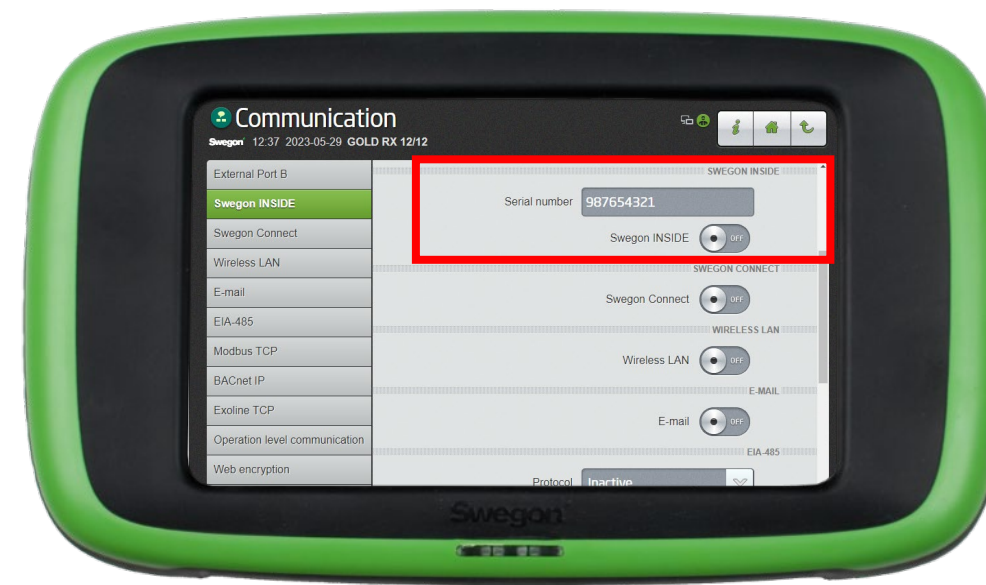 Communication
Swegon 12:37 2023-05-29 GOLD RX 12/12
i
External Port B
Swegon INSIDE
Swegon Connect
Wireless LAN
E-mail
EIA-485
Modbus TCP
BACnet IP
Exoline TCP
Operation level communication
Web encryption
SWEGON INSIDE
Serial number 987654321
Swegon INSIDE OFF
SWEGON CONNECT
Swegon Connect OFF
WIRELESS LAN
Wireless LAN OFF
E-MAIL
E-mail OFF
EIA-485
Protocol Inactive
Swegon